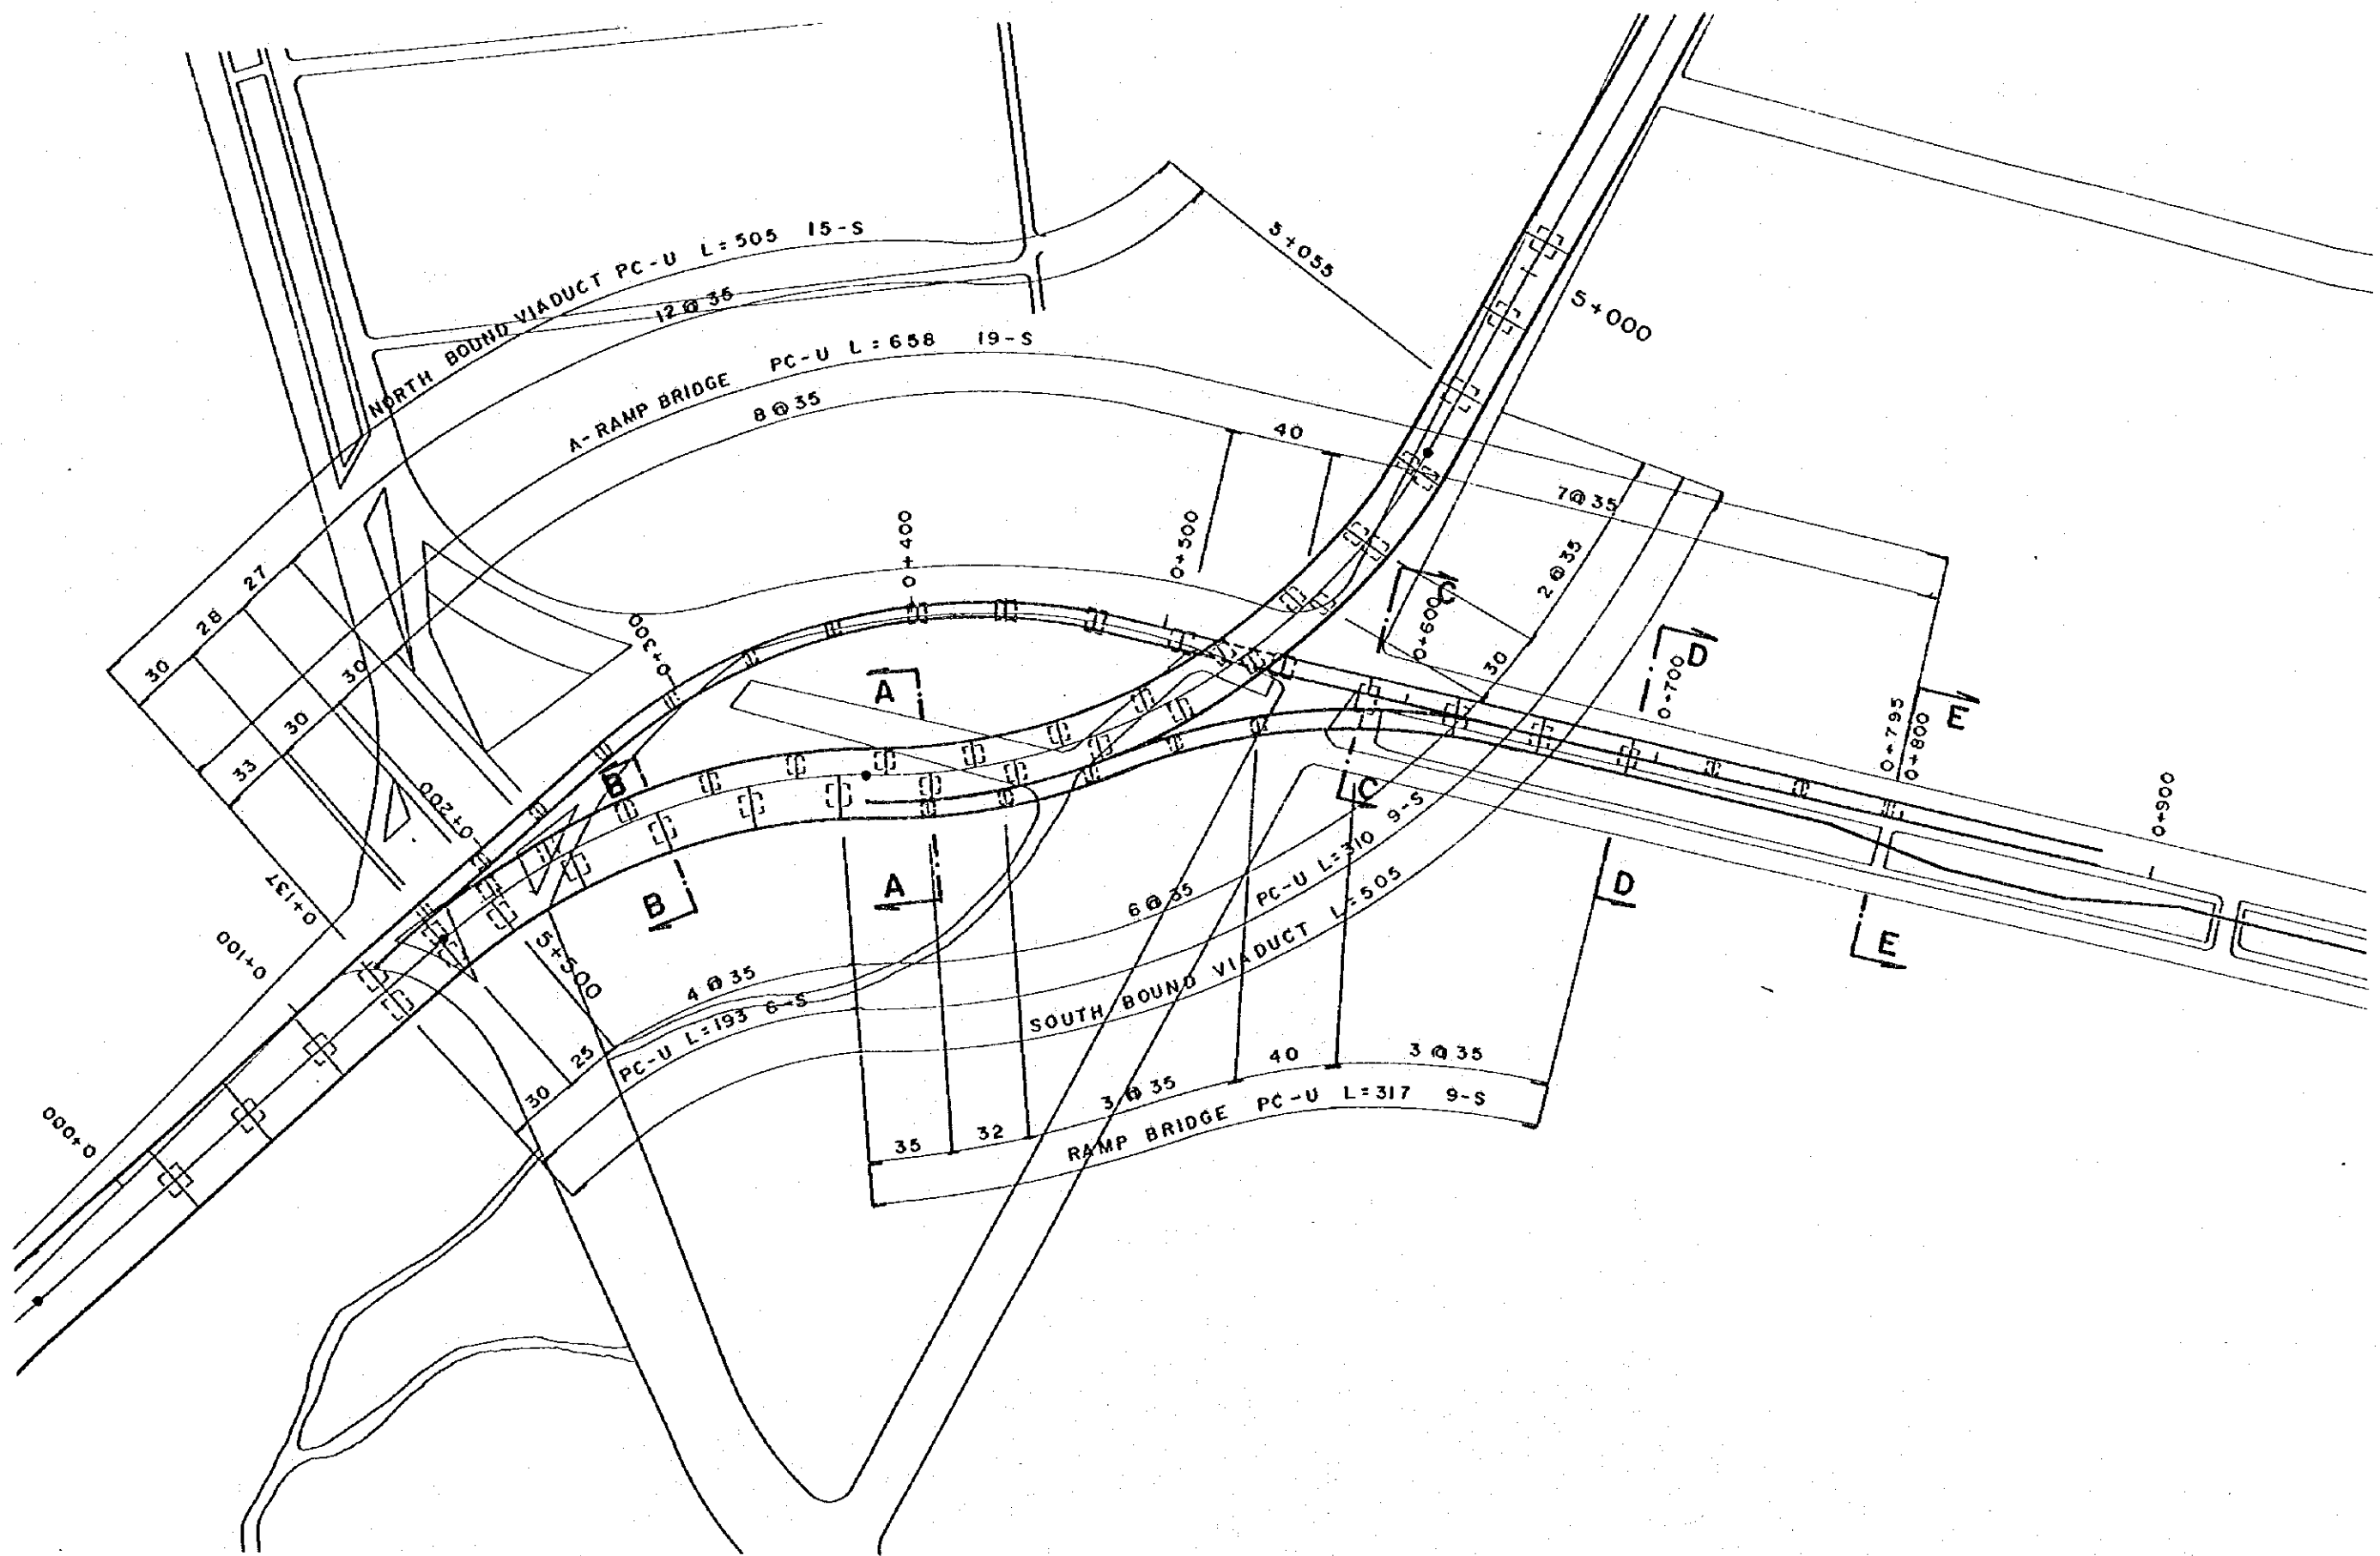 NORTH BOUND VIADUCT PC-U L=505 15-S
12@35
5+055
5+000
A-RAMP BRIDGE PC-U L=658 19-S
8@35
40
7@35
2@35
30
30 28 27
33 30 30
0+137
0+000
0+100
0+200
0+300
0+400
0+500
0+600
0+700
0+795
0+800
0+900
A
A
B
B
C
C
D
D
E
E
5+500
30 25
4@35
6@35
PC-U L=193 6-S
PC-U L=310 9-S
SOUTH BOUND VIADUCT L=505
35 32 3@35 40 3@35
RAMP BRIDGE PC-U L=317 9-S